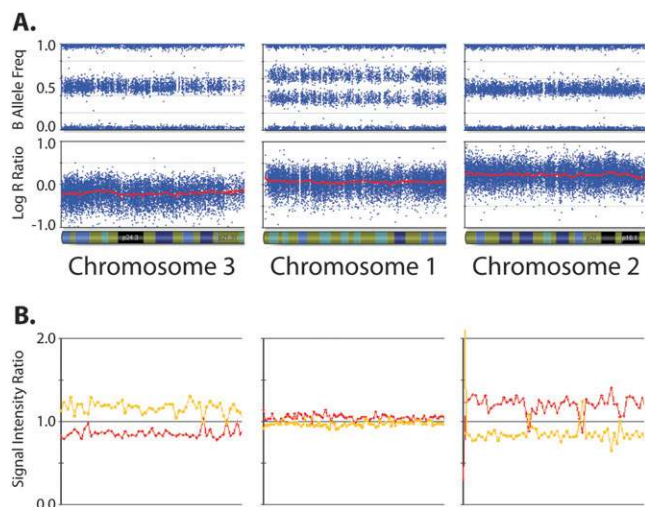 A.
B Allele Freq
1.0
0.5
0.0
Log R Ratio
1.0
0.0
-1.0
p24.3
Chromosome 3
Chromosome 1
Chromosome 2
B.
Signal Intensity Ratio
2.0
1.0
0.0